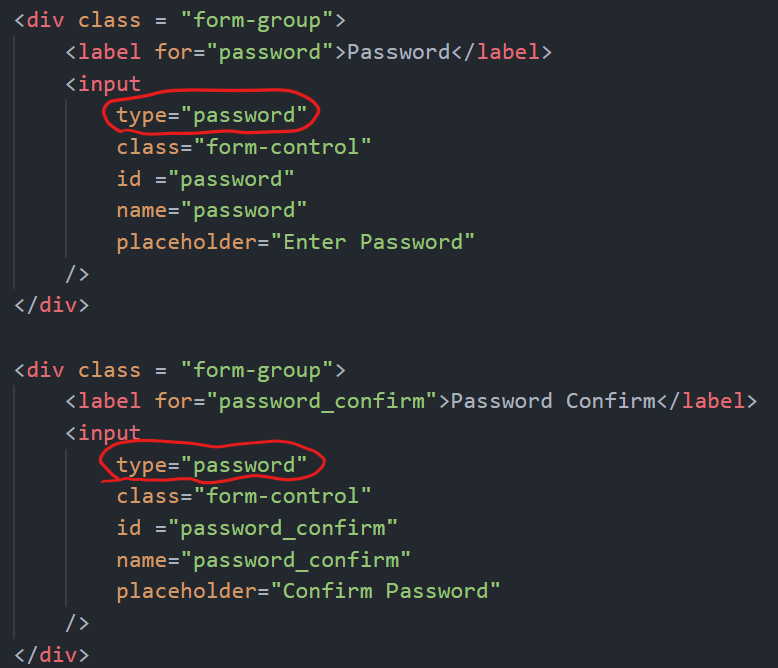 <div class = "form-group">
<label for="password">Password</label>
<input
type="password"
class="form-control"
id ="password"
name="password"
placeholder="Enter Password"
/>
</div>
<div class = "form-group">
<label for="password_confirm">Password Confirm</label>
<input
type="password"
class="form-control"
id ="password_confirm"
name="password_confirm"
placeholder="Confirm Password"
/>
</div>